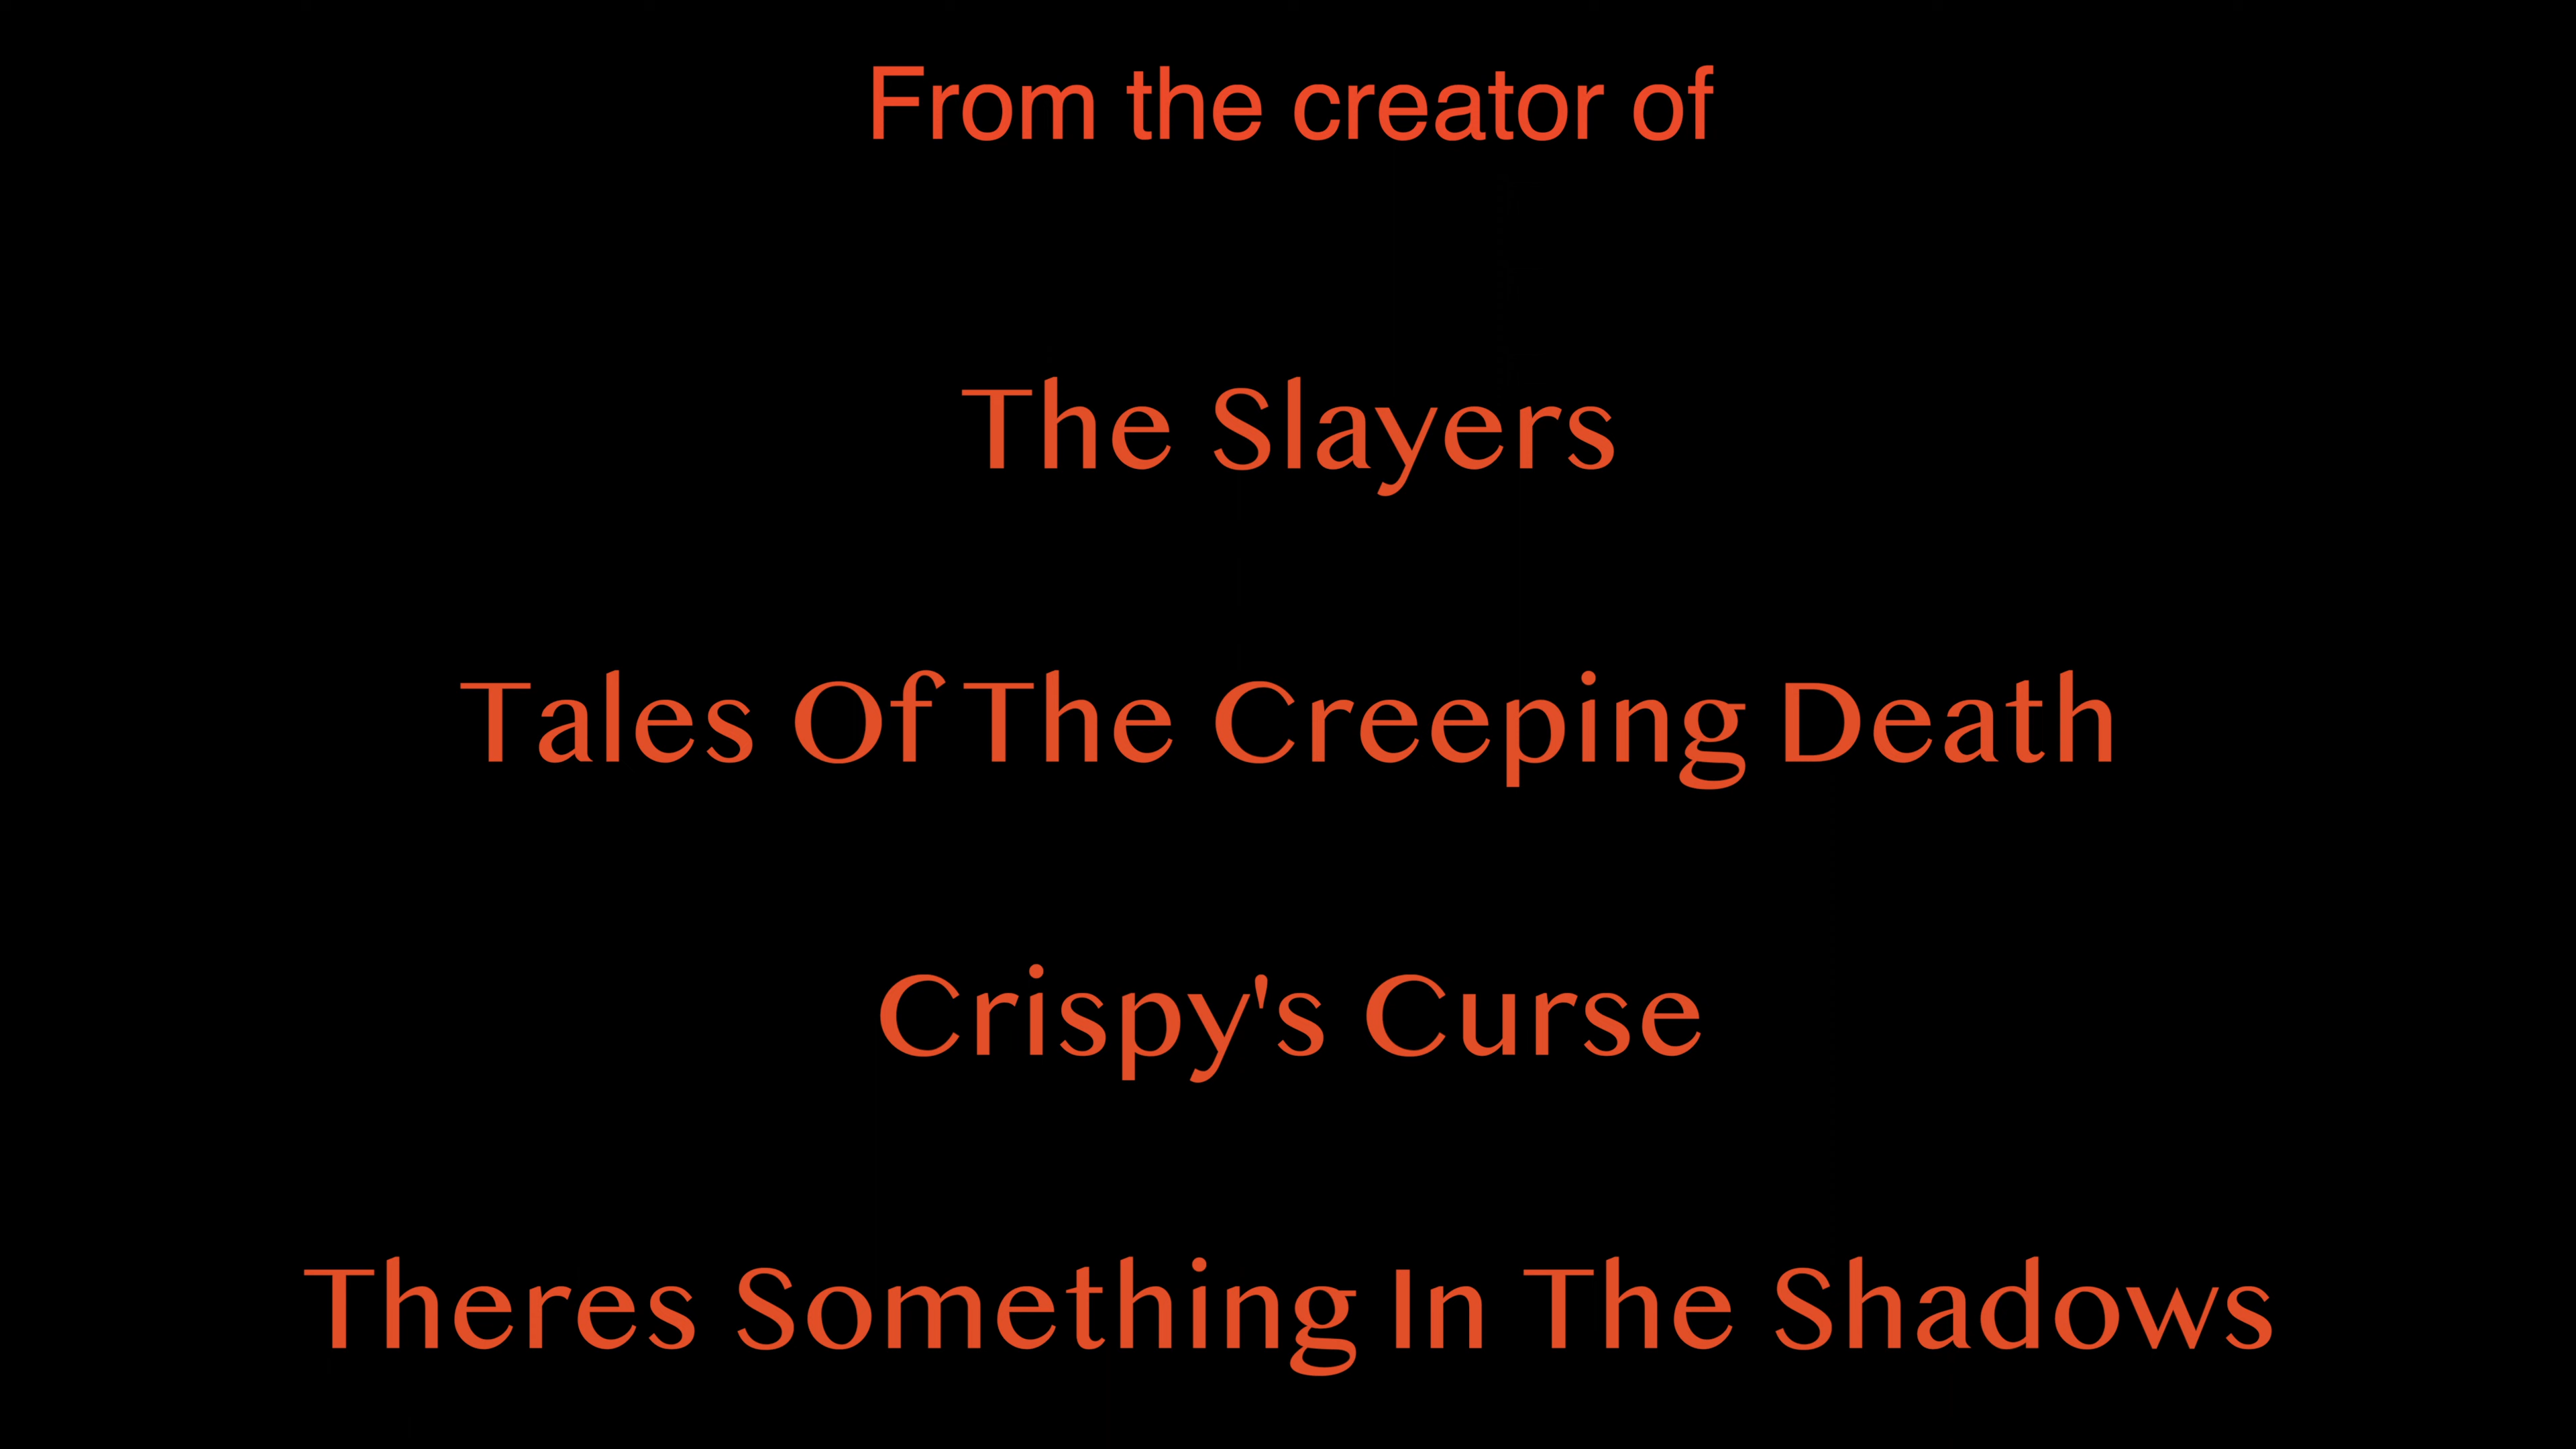 From the creator of
The Slayers
Tales Of The Creeping Death
Crispy's Curse
Theres Something In The Shadows